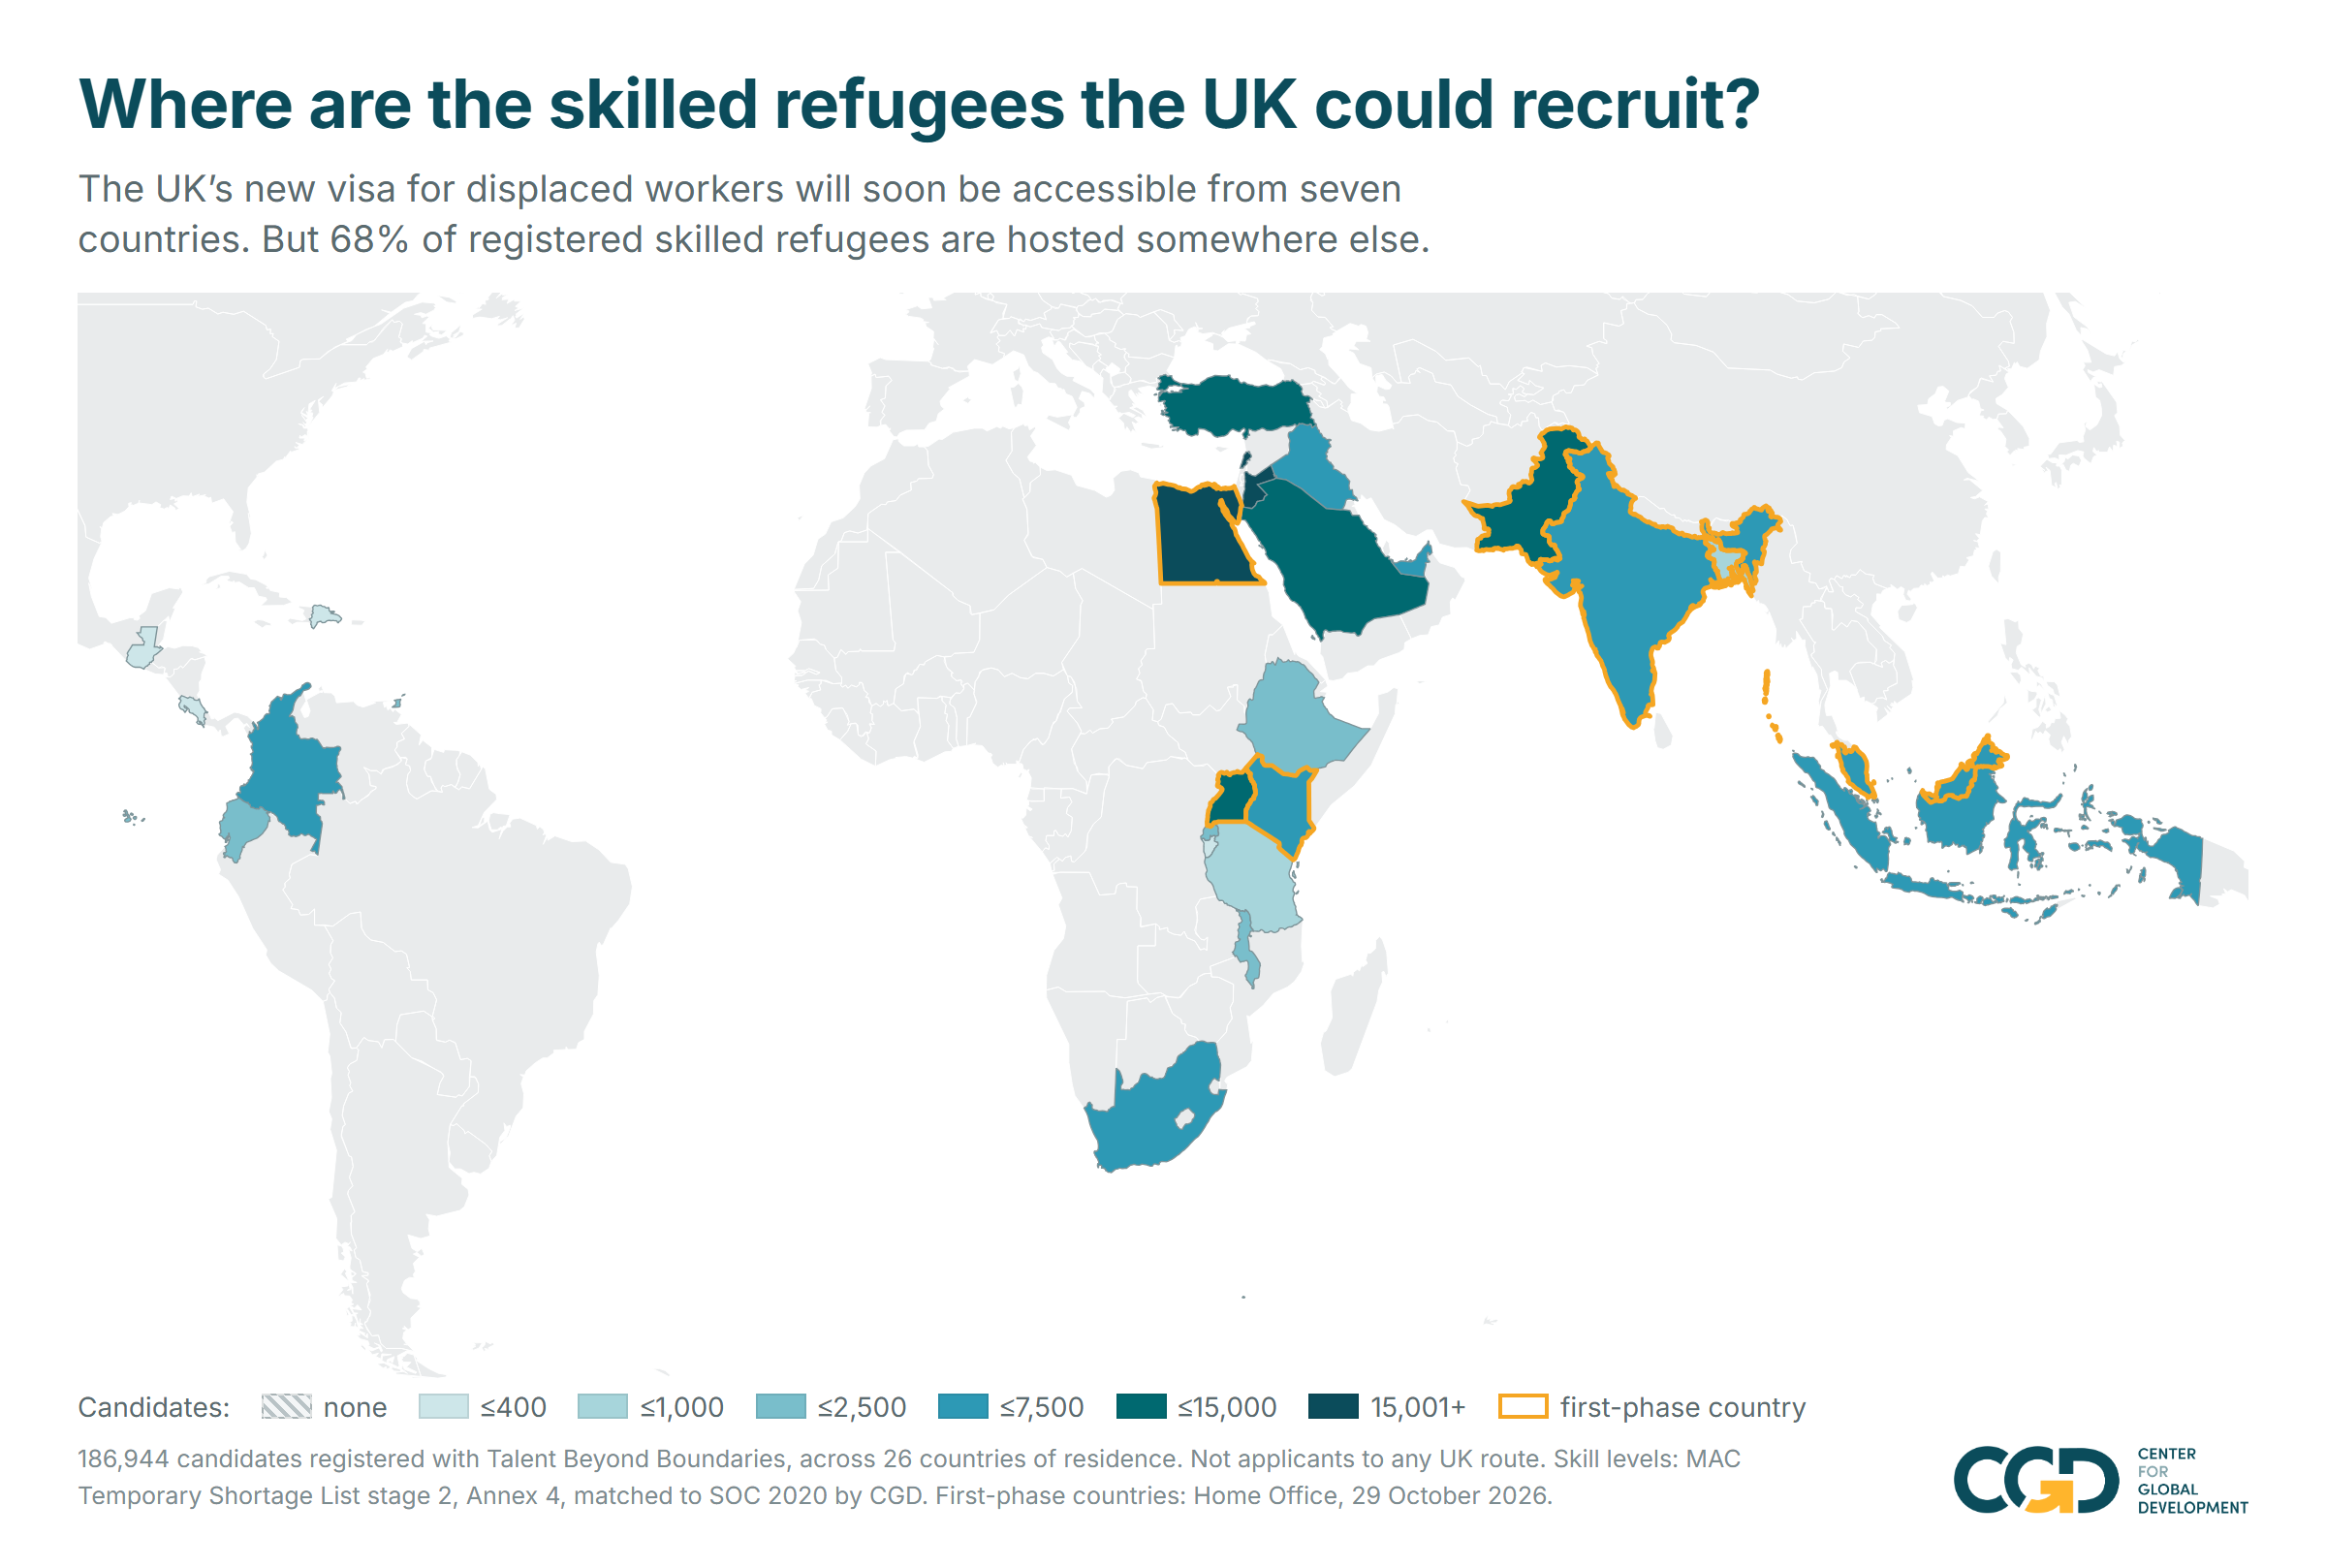 Where are the skilled refugees the UK could recruit?
The UK’s new visa for displaced workers will soon be accessible from seven
countries. But 68% of registered skilled refugees are hosted somewhere else.
Candidates: none ≤400 ≤1,000 ≤2,500 ≤7,500 ≤15,000 15,001+ first-phase country
186,944 candidates registered with Talent Beyond Boundaries, across 26 countries of residence. Not applicants to any UK route. Skill levels: MAC
Temporary Shortage List stage 2, Annex 4, matched to SOC 2020 by CGD. First-phase countries: Home Office, 29 October 2026.
CGD
CENTER
FOR
GLOBAL
DEVELOPMENT